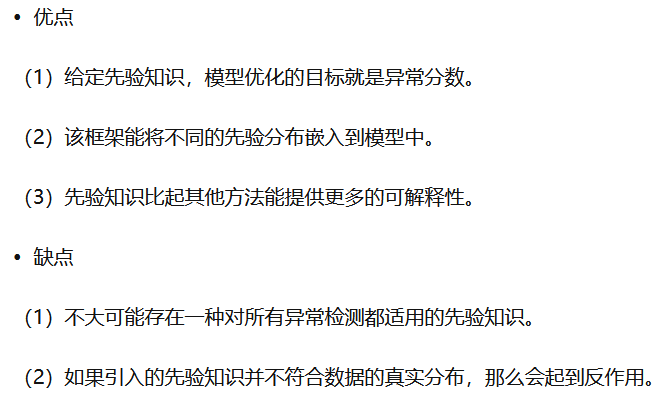 • 优点
（1）给定先验知识，模型优化的目标就是异常分数。
（2）该框架能将不同的先验分布嵌入到模型中。
（3）先验知识比起其他方法能提供更多的可解释性。
• 缺点
（1）不大可能存在一种对所有异常检测都适用的先验知识。
（2）如果引入的先验知识并不符合数据的真实分布，那么会起到反作用。